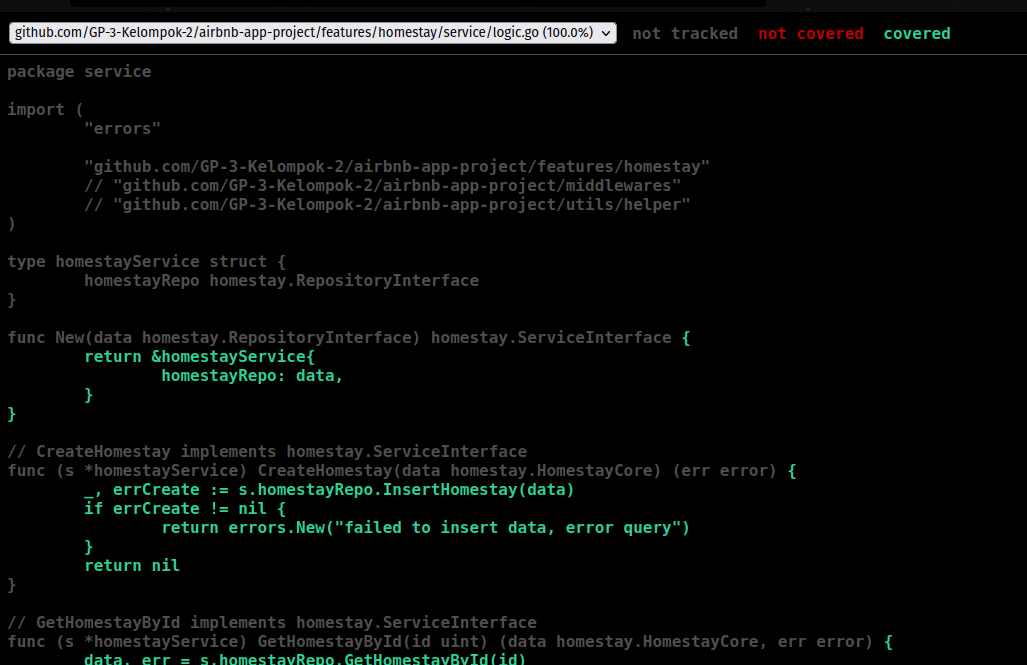 github.com/GP-3-Kelompok-2/airbnb-app-project/features/homestay/service/logic.go (100.0%) not tracked not covered covered
package service
import (
"errors"
"github.com/GP-3-Kelompok-2/airbnb-app-project/features/homestay"
// "github.com/GP-3-Kelompok-2/airbnb-app-project/middlewares"
// "github.com/GP-3-Kelompok-2/airbnb-app-project/utils/helper"
)
type homestayService struct {
homestayRepo homestay.RepositoryInterface
}
func New(data homestay.RepositoryInterface) homestay.ServiceInterface {
return &homestayService{
homestayRepo: data,
}
}
// CreateHomestay implements homestay.ServiceInterface
func (s *homestayService) CreateHomestay(data homestay.HomestayCore) (err error) {
_, errCreate := s.homestayRepo.InsertHomestay(data)
if errCreate != nil {
return errors.New("failed to insert data, error query")
}
return nil
}
// GetHomestayById implements homestay.ServiceInterface
func (s *homestayService) GetHomestayById(id uint) (data homestay.HomestayCore, err error) {
data, err = s.homestayRepo.GetHomestayById(id)